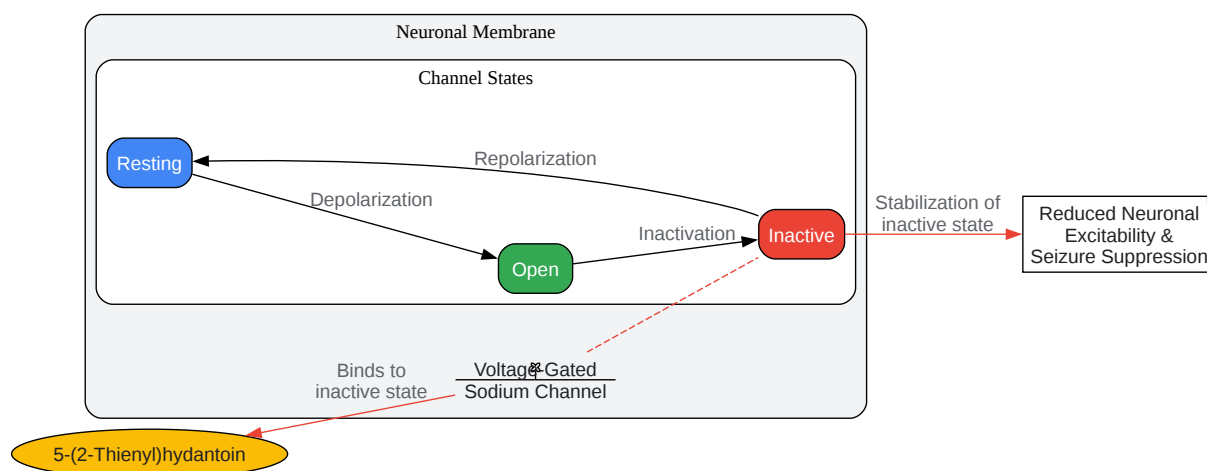 Neuronal Membrane
Channel States
Resting
Repolarization
Depolarization
Inactivation
Open
Inactive
Stabilization of
inactive state
Reduced Neuronal
Excitability &
Seizure Suppression
Voltage-Gated
Sodium Channel
Binds to
inactive state
5-(2-Thienyl)hydantoin